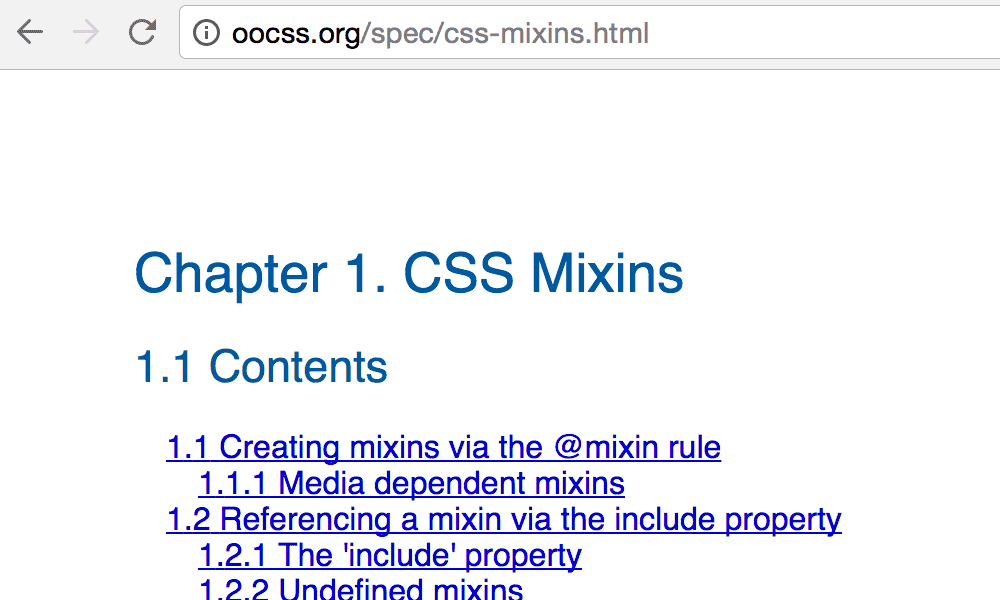 oocss.org/spec/css-mixins.html
Chapter 1. CSS Mixins
1.1 Contents
1.1 Creating mixins via the @mixin rule
1.1.1 Media dependent mixins
1.2 Referencing a mixin via the include property
1.2.1 The 'include' property
1.2.2 Undefined mixins